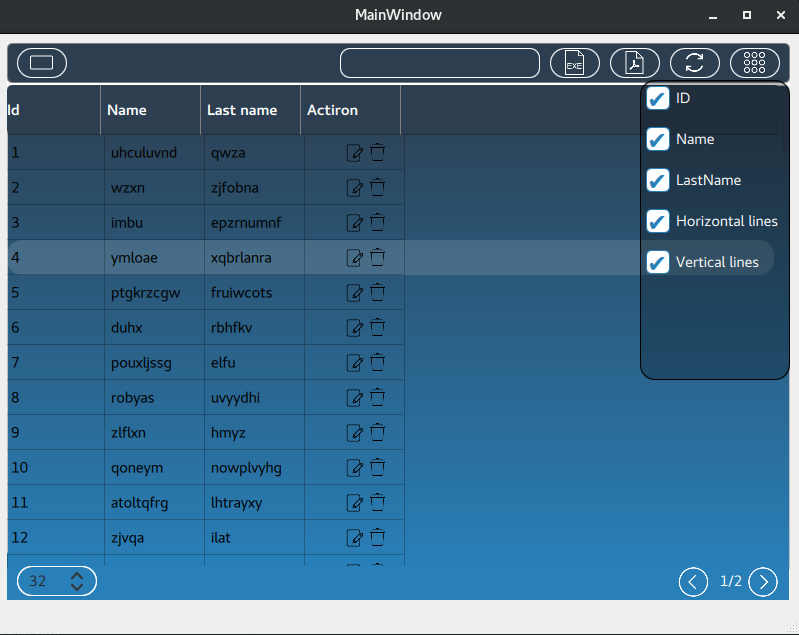 MainWindow
EXE
Id Name Last name Actiron
ID
Name
LastName
Horizontal lines
Vertical lines
1 uhculuvnd qwza
2 wzxn zjfobna
3 imbu epzrnumnf
4 ymloae xqbrlanra
5 ptgkrzcgw fruiwcots
6 duhx rbhfkv
7 pouxljssg elfu
8 robyas uvyydhi
9 zlflxn hmyz
10 qoneym nowplvyhg
11 atoltqfrg lhtrayxy
12 zjvqa ilat
32 1/2